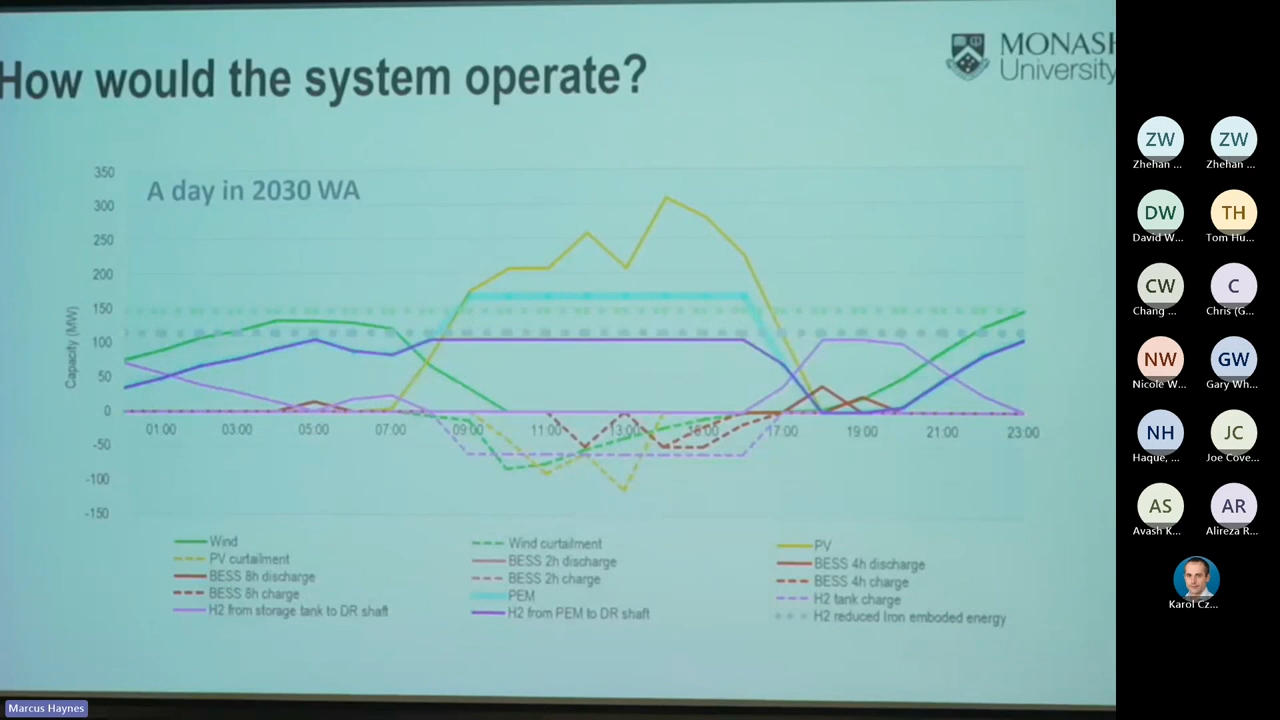 How would the system operate?
MONASH
University
A day in 2030 WA
Capacity (MW)
350
300
250
200
150
100
50
0
-50
-100
-150
01:00 03:00 05:00 07:00 09:00 11:00 13:00 17:00 19:00 21:00 23:00
Wind Wind curtailment PV
PV curtailment BESS 2h discharge BESS 4h discharge
BESS 8h discharge BESS 2h charge BESS 4h charge
BESS 8h charge PEM H2 tank charge
H2 from storage tank to DR shaft H2 from PEM to DR shaft H2 reduced Iron emboded energy
ZW ZW
Zhehan ... Zhehan ...
DW TH
David W... Tom Hu...
CW C
Chang ... Chris (G...
NW GW
Nicole W... Gary Wh...
NH JC
Haque, ... Joe Cove...
AS AR
Avash K... Alireza R...
Karol Cz...
Marcus Haynes